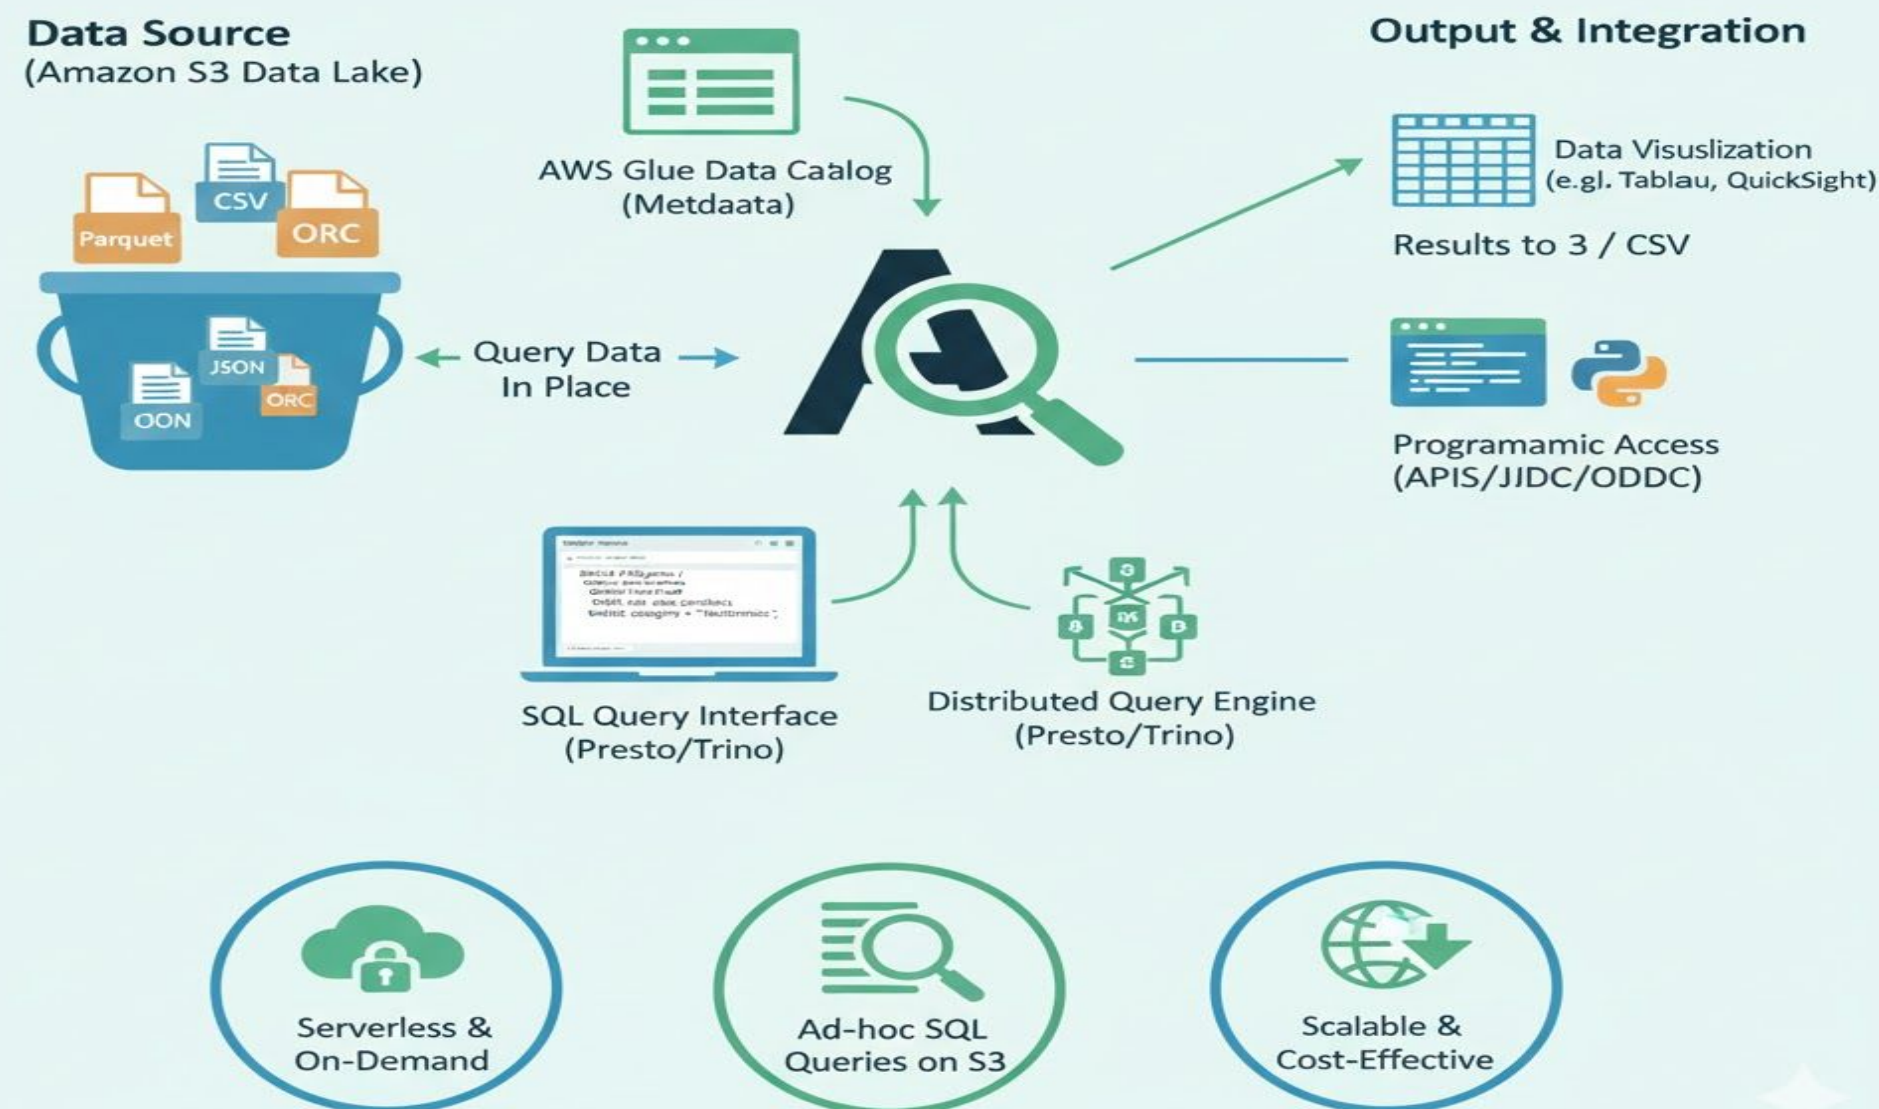 Data Source
(Amazon S3 Data Lake)
Parquet
CSV
ORC
JSON
ORC
OON
AWS Glue Data Caalog
(Metdaata)
Query Data
In Place
Output & Integration
Data Visuslization
(e.gl. Tablau, QuickSight)
Results to 3 / CSV
Programamic Access
(APIS/JJDC/ODDC)
SQL Query Interface
(Presto/Trino)
Distributed Query Engine
(Presto/Trino)
Serverless &
On-Demand
Ad-hoc SQL
Queries on S3
Scalable &
Cost-Effective